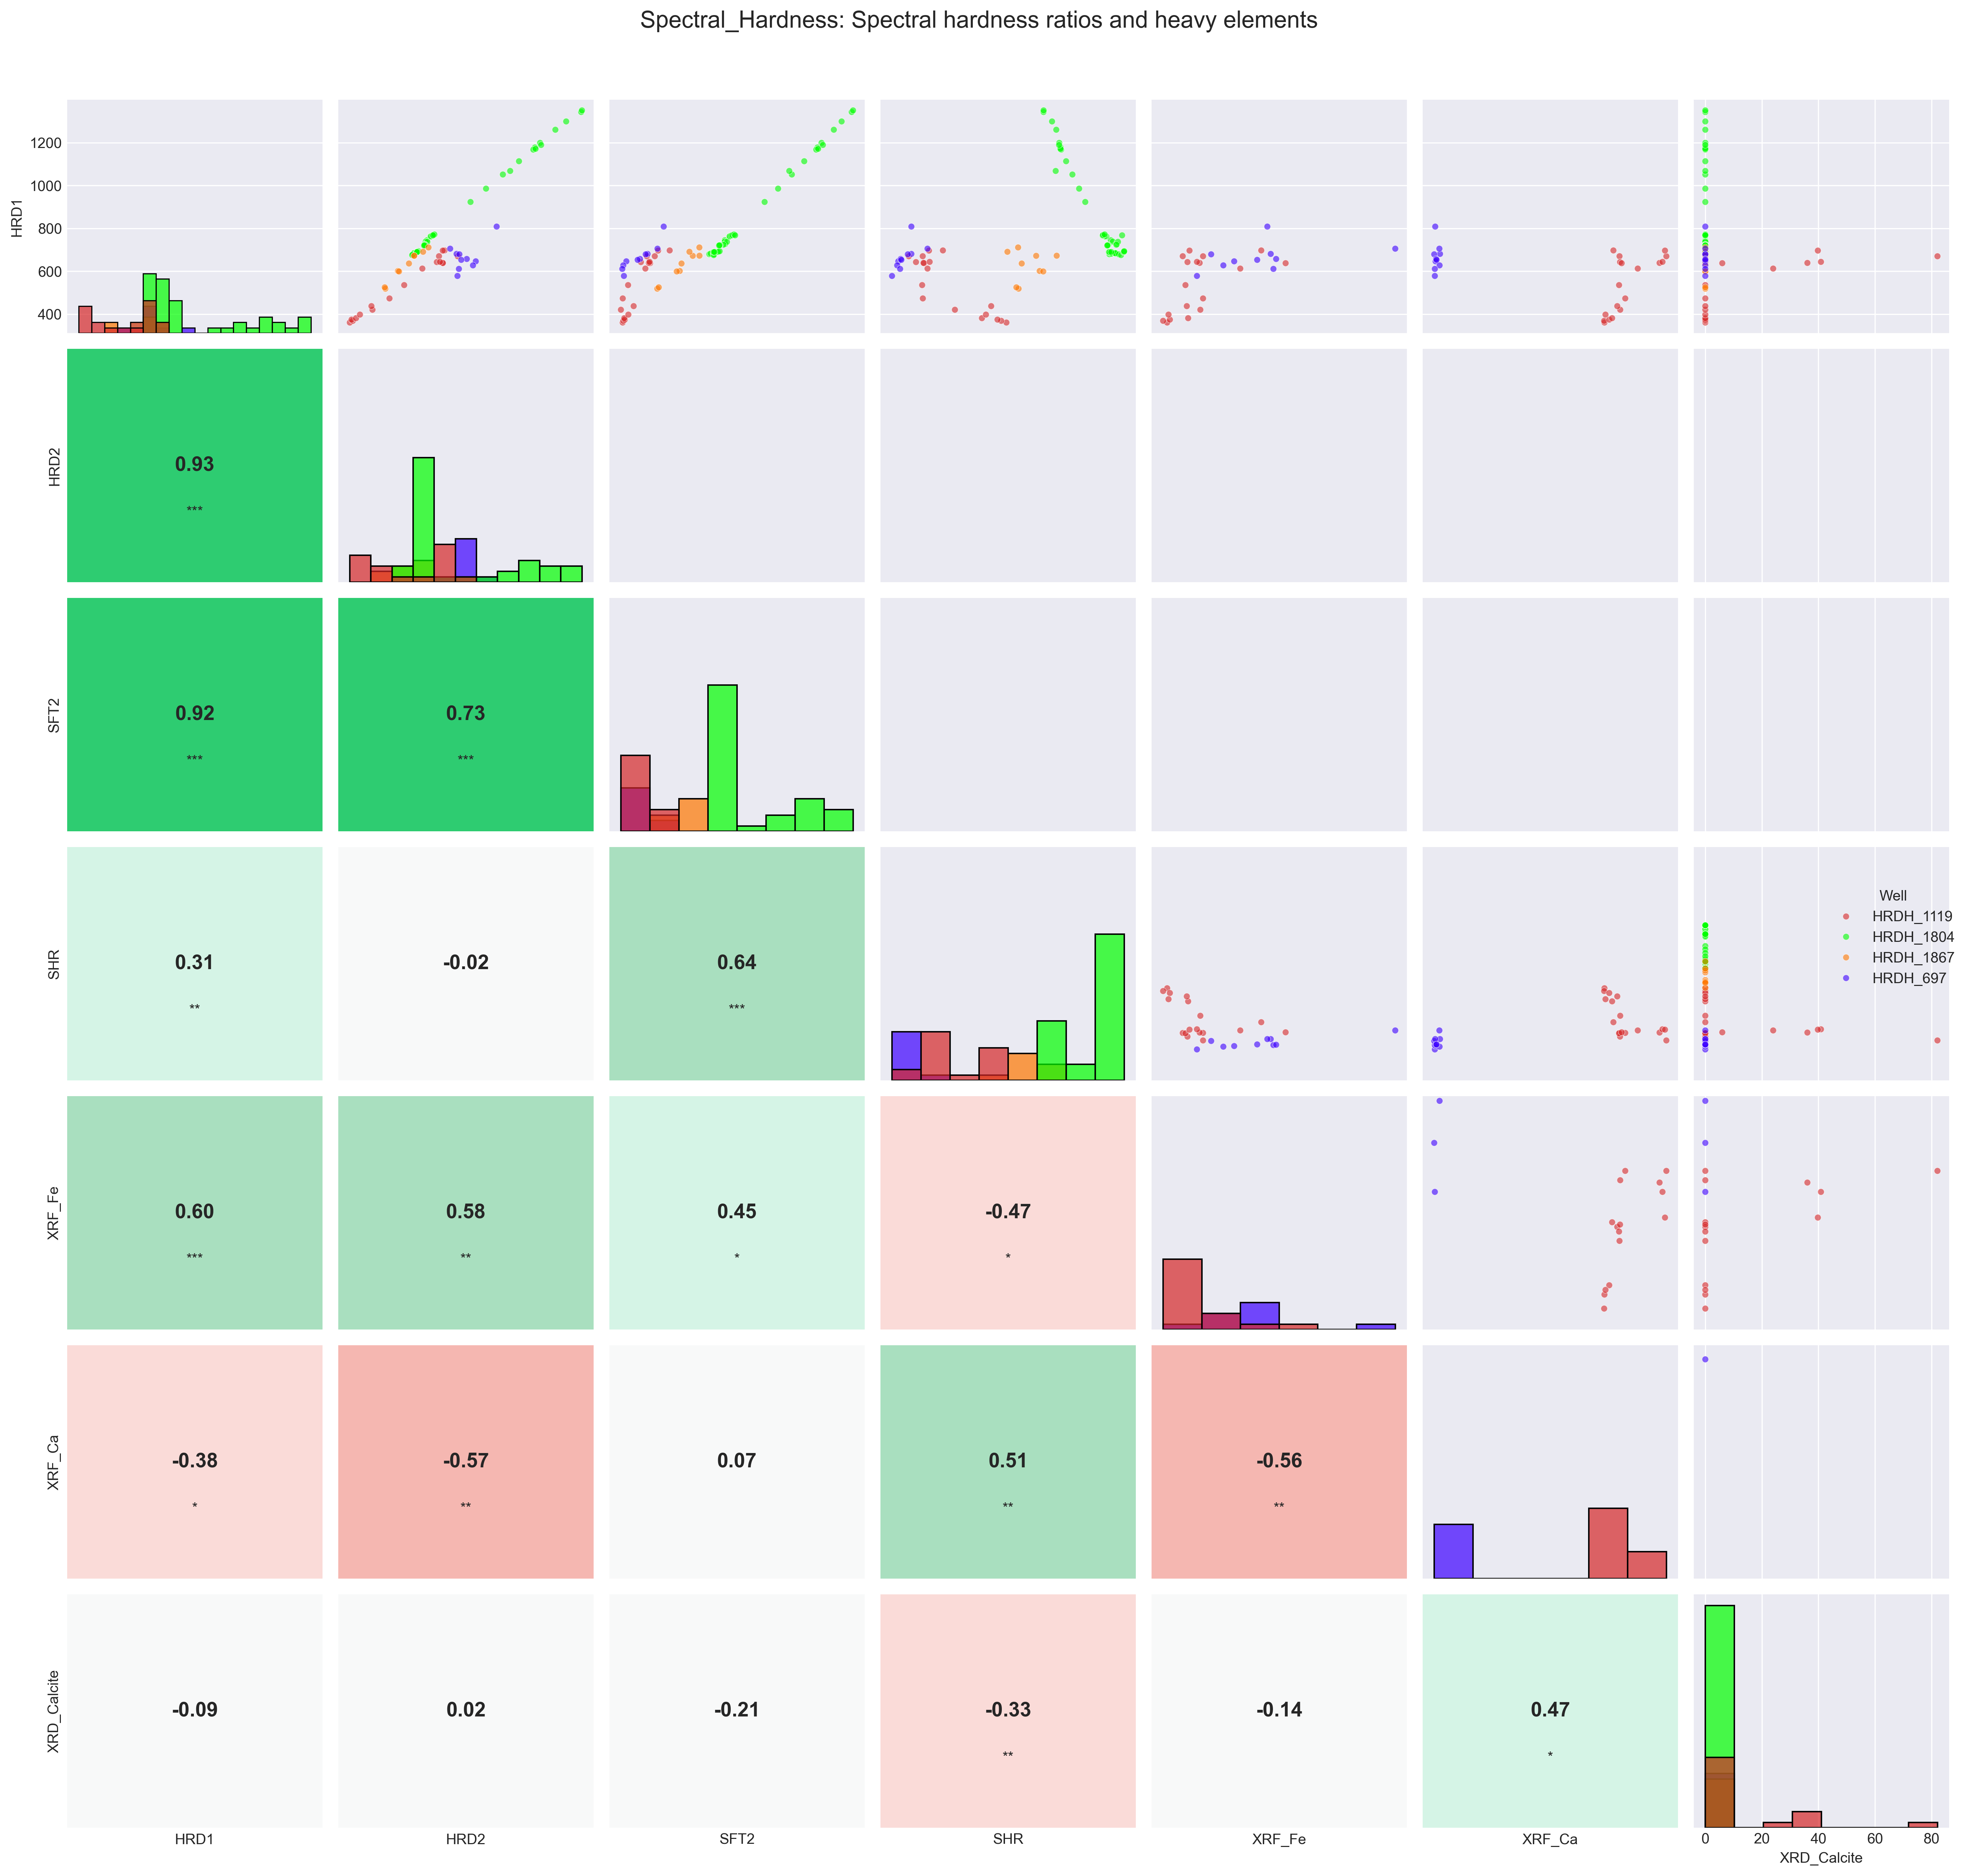 Spectral_Hardness: Spectral hardness ratios and heavy elements
HRD1
1200
1000
800
600
400
HRD2
0.93
***
SFT2
0.92
***
0.73
***
SHR
0.31
**
-0.02
0.64
***
Well
HRDH_1119
HRDH_1804
HRDH_1867
HRDH_697
XRF_Fe
0.60
***
0.58
**
0.45
*
-0.47
*
XRF_Ca
-0.38
*
-0.57
**
0.07
0.51
**
-0.56
**
XRD_Calcite
-0.09
0.02
-0.21
-0.33
**
-0.14
0.47
*
0 20 40 60 80
HRD1 HRD2 SFT2 SHR XRF_Fe XRF_Ca XRD_Calcite